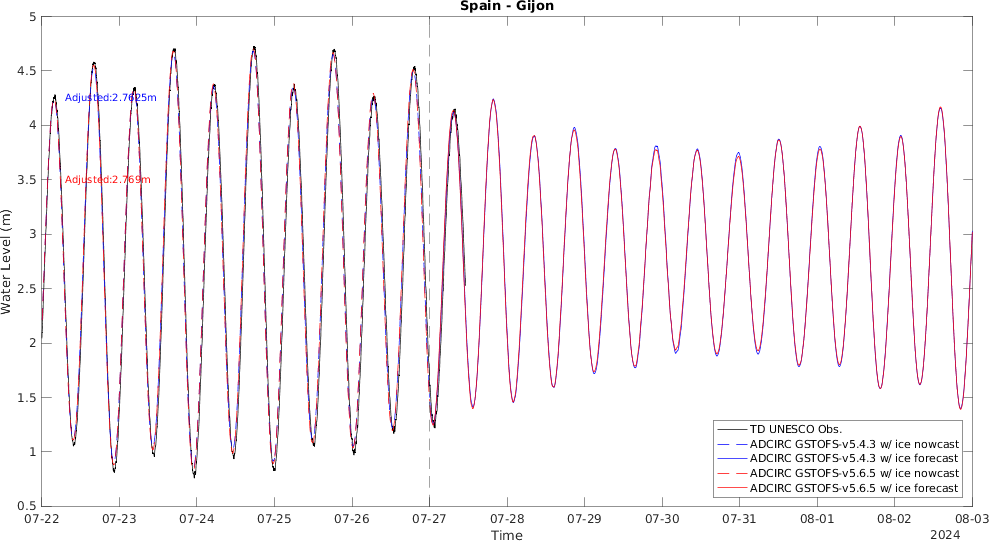 Spain - Gijon
5
4.5
4
3.5
3
2.5
2
1.5
1
0.5
Water Level (m)
Adjusted:2.7625m
Adjusted:2.769m
TD UNESCO Obs.
ADCIRC GSTOFS-v5.4.3 w/ ice nowcast
ADCIRC GSTOFS-v5.4.3 w/ ice forecast
ADCIRC GSTOFS-v5.6.5 w/ ice nowcast
ADCIRC GSTOFS-v5.6.5 w/ ice forecast
07-22 07-23 07-24 07-25 07-26 07-27 07-28 07-29 07-30 07-31 08-01 08-02 08-03
Time
2024